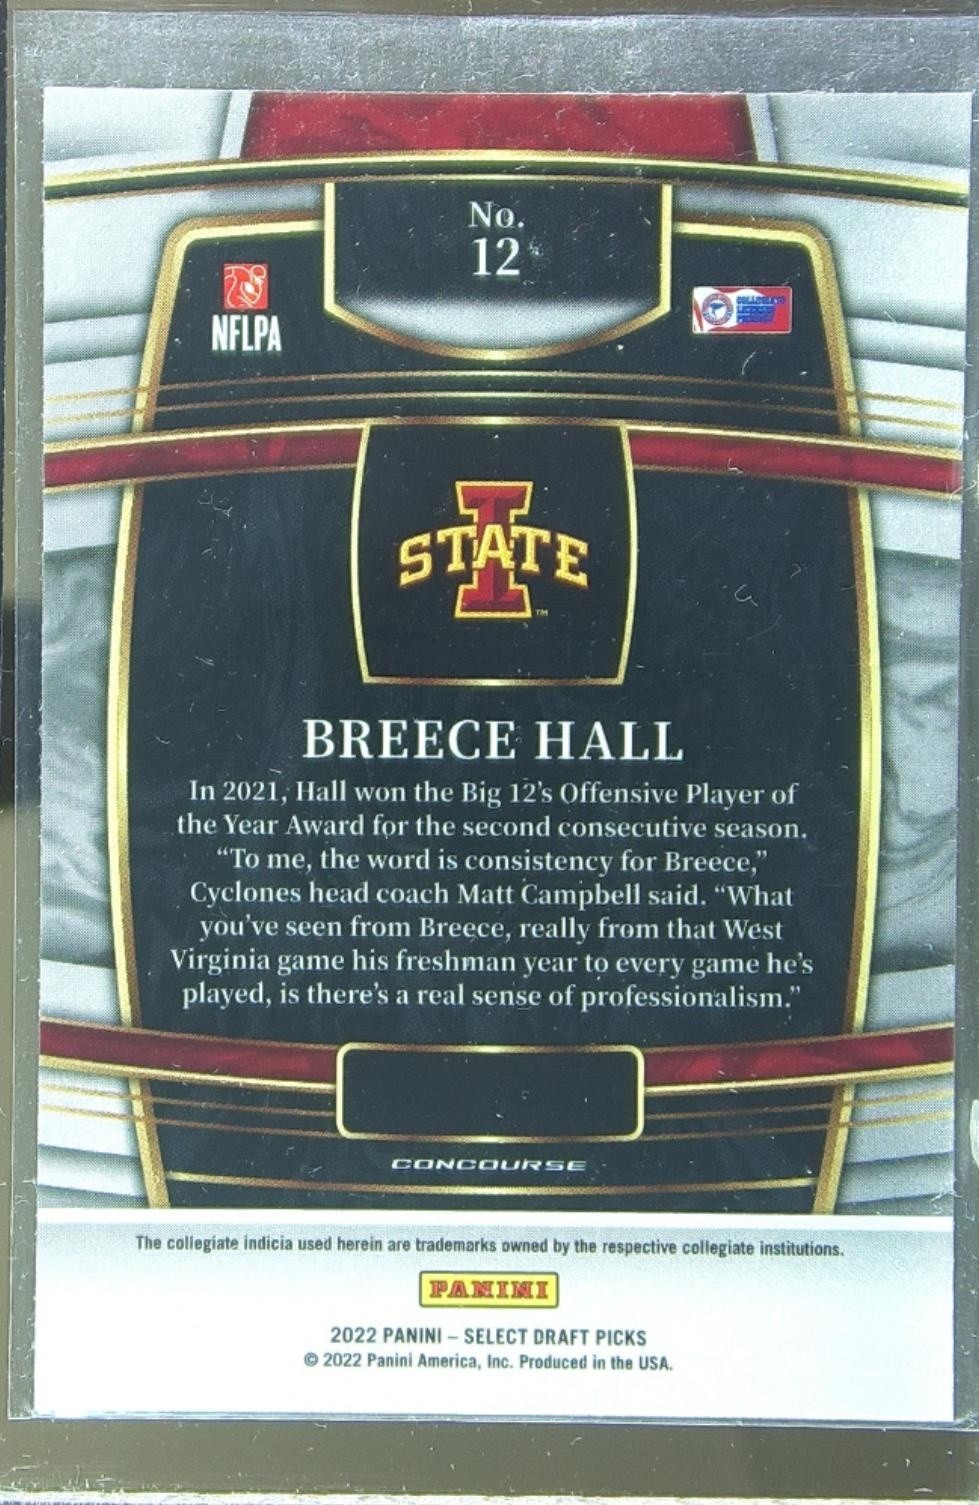 No.
12
NFLPA
COLLEGIATE
LICENSED
PRODUCT
I
STATE
™
BREECE HALL
In 2021, Hall won the Big 12's Offensive Player of
the Year Award for the second consecutive season.
“To me, the word is consistency for Breece,”
Cyclones head coach Matt Campbell said. “What
you've seen from Breece, really from that West
Virginia game his freshman year to every game he's
played, is there's a real sense of professionalism.”
CONCOURSE
The collegiate indicia used herein are trademarks owned by the respective collegiate institutions.
PANINI
2022 PANINI – SELECT DRAFT PICKS
© 2022 Panini America, Inc. Produced in the USA.